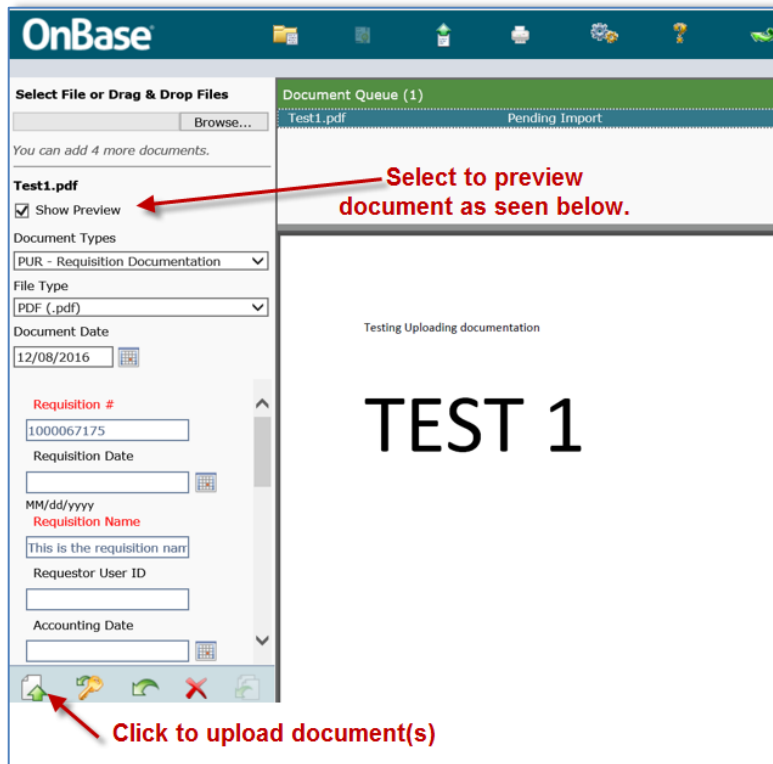 OnBase
Select File or Drag & Drop Files
Browse...
You can add 4 more documents.
Test1.pdf
Show Preview
Document Types
PUR - Requisition Documentation
File Type
PDF (.pdf)
Document Date
12/08/2016
Requisition #
1000067175
Requisition Date
MM/dd/yyyy
Requisition Name
This is the requisition nam
Requestor User ID
Accounting Date
Document Queue (1)
Test1.pdf Pending Import
Select to preview
document as seen below.
Testing Uploading documentation
TEST 1
Click to upload document(s)